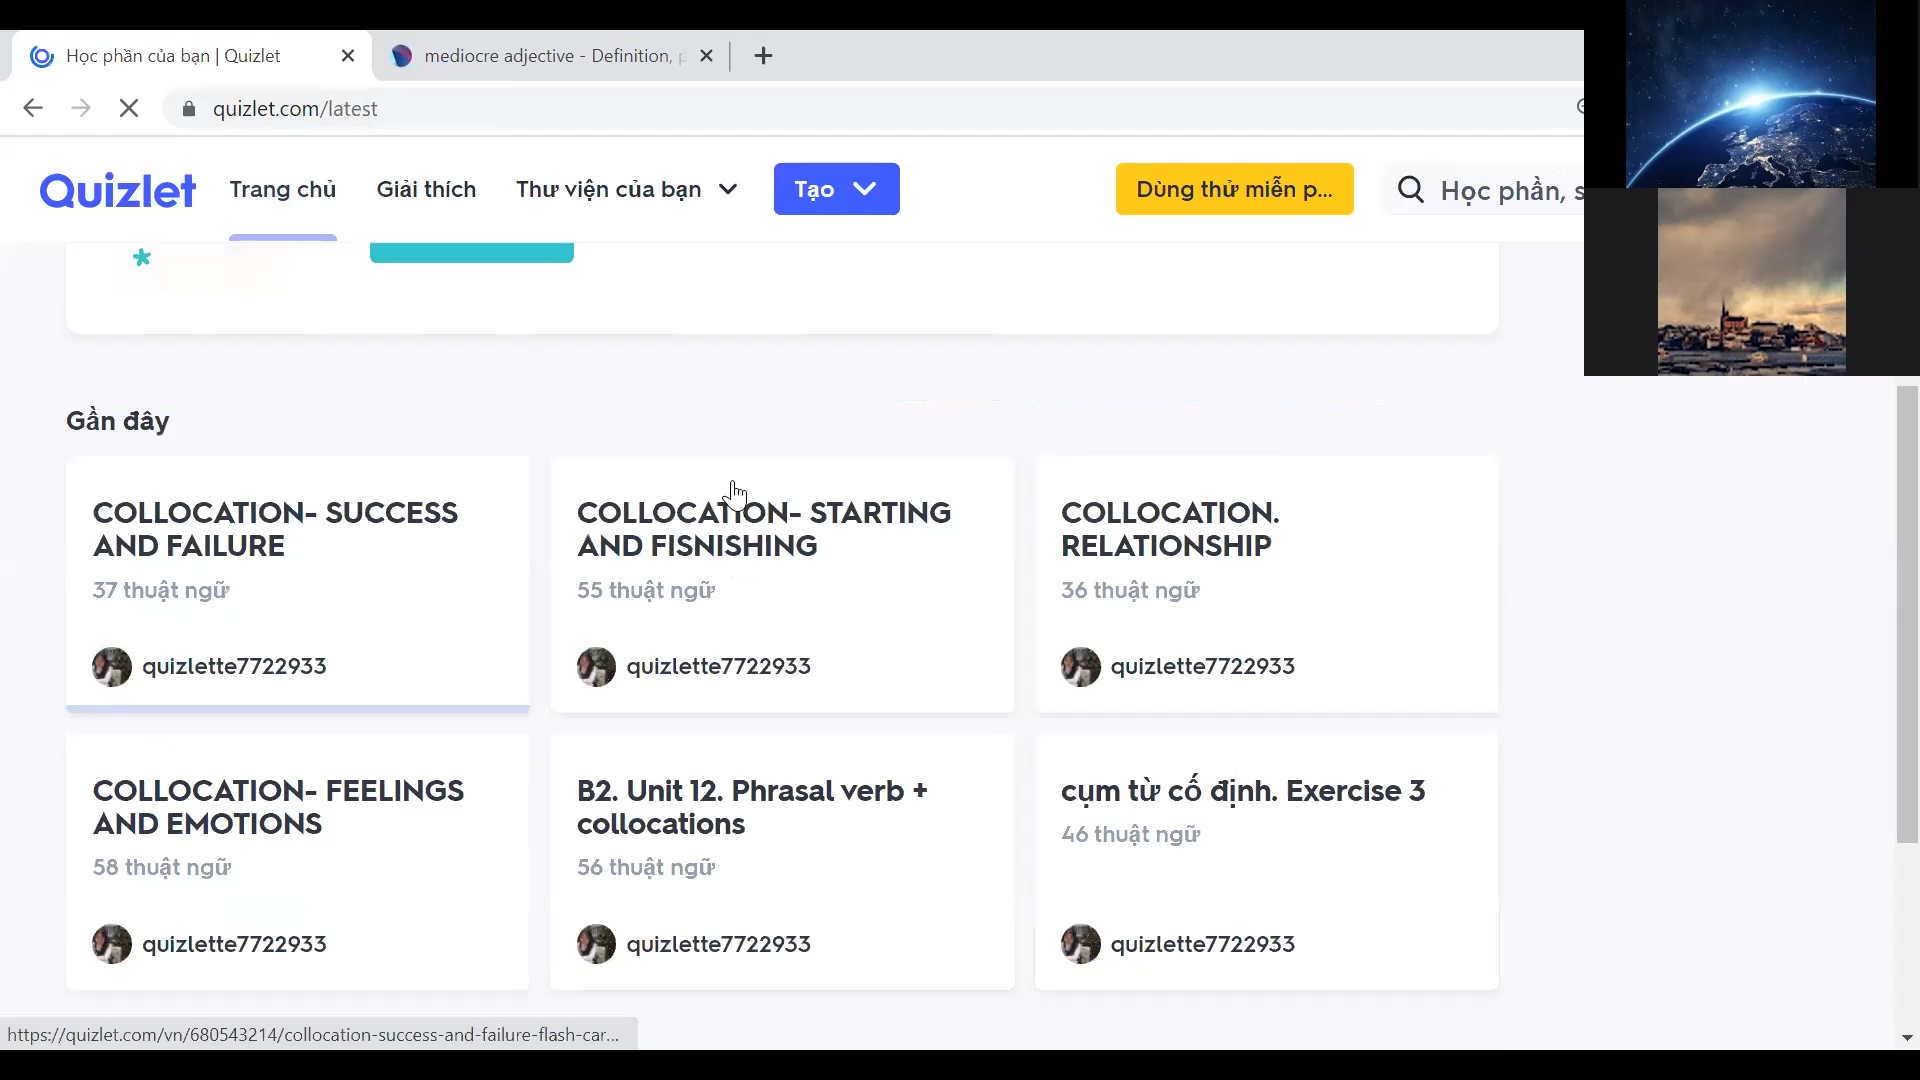 Học phần của bạn | Quizlet
mediocre adjective - Definition,
quizlet.com/latest
Quizlet
Trang chủ
Giải thích
Thư viện của bạn
Tạo
Dùng thử miễn p...
Học phần, s
Gần đây
COLLOCATION- SUCCESS
AND FAILURE
37 thuật ngữ
quizlette7722933
COLLOCATION- STARTING
AND FISNISHING
55 thuật ngữ
quizlette7722933
COLLOCATION.
RELATIONSHIP
36 thuật ngữ
quizlette7722933
COLLOCATION- FEELINGS
AND EMOTIONS
58 thuật ngữ
quizlette7722933
B2. Unit 12. Phrasal verb +
collocations
56 thuật ngữ
quizlette7722933
cụm từ cố định. Exercise 3
46 thuật ngữ
quizlette7722933
https://quizlet.com/vn/680543214/collocation-success-and-failure-flash-car...